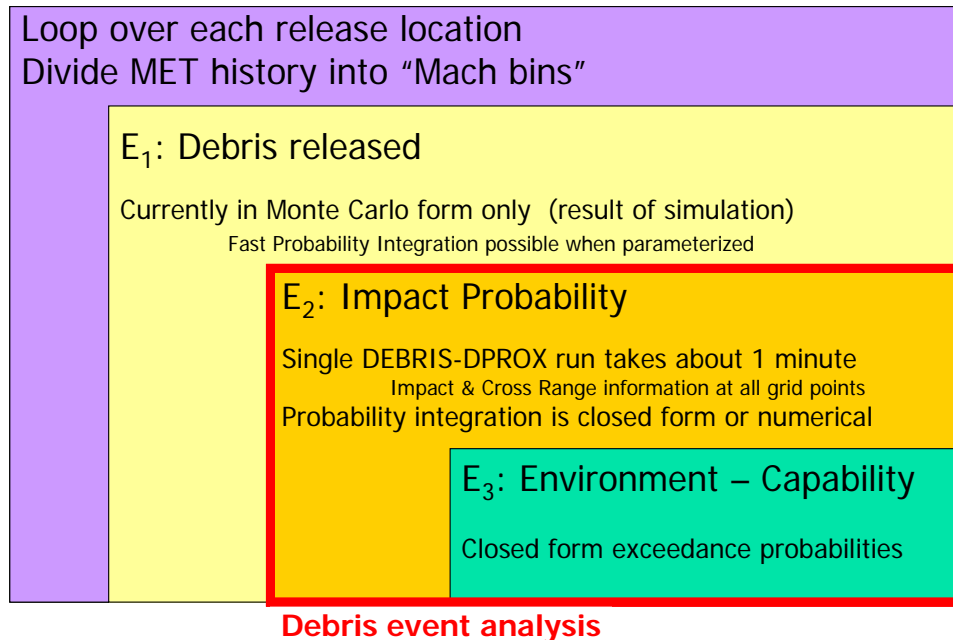 Loop over each release location
Divide MET history into “Mach bins”
E₁: Debris released
Currently in Monte Carlo form only (result of simulation)
Fast Probability Integration possible when parameterized
E₂: Impact Probability
Single DEBRIS-DPROX run takes about 1 minute
Impact & Cross Range information at all grid points
Probability integration is closed form or numerical
E₃: Environment – Capability
Closed form exceedance probabilities
Debris event analysis